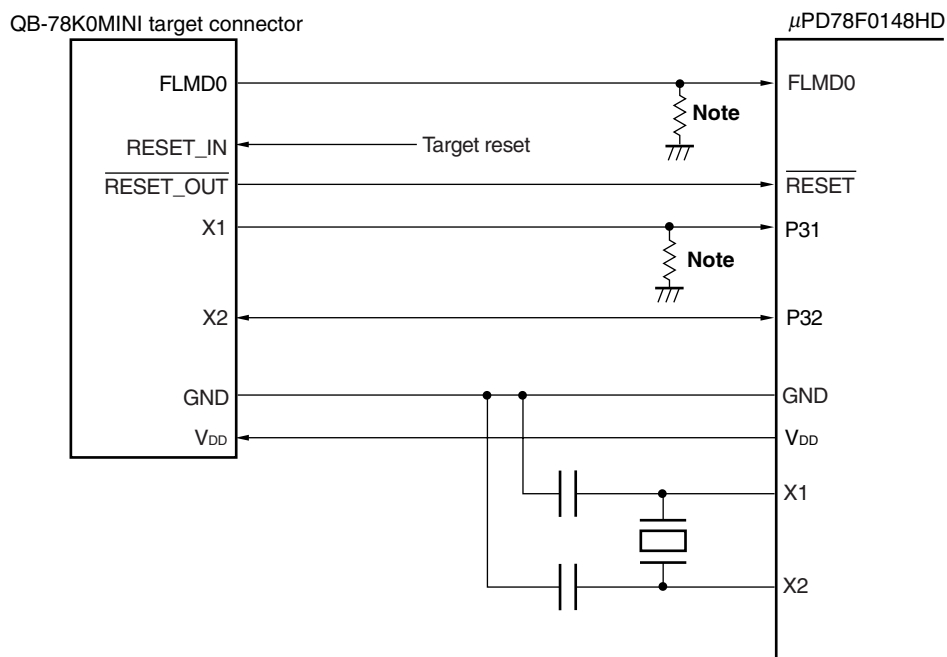 QB-78K0MINI target connector
μPD78F0148HD
FLMD0
Note
FLMD0
RESET_IN
Target reset
RESET_OUT
RESET
X1
Note
P31
X2
P32
GND
GND
VDD
VDD
X1
X2